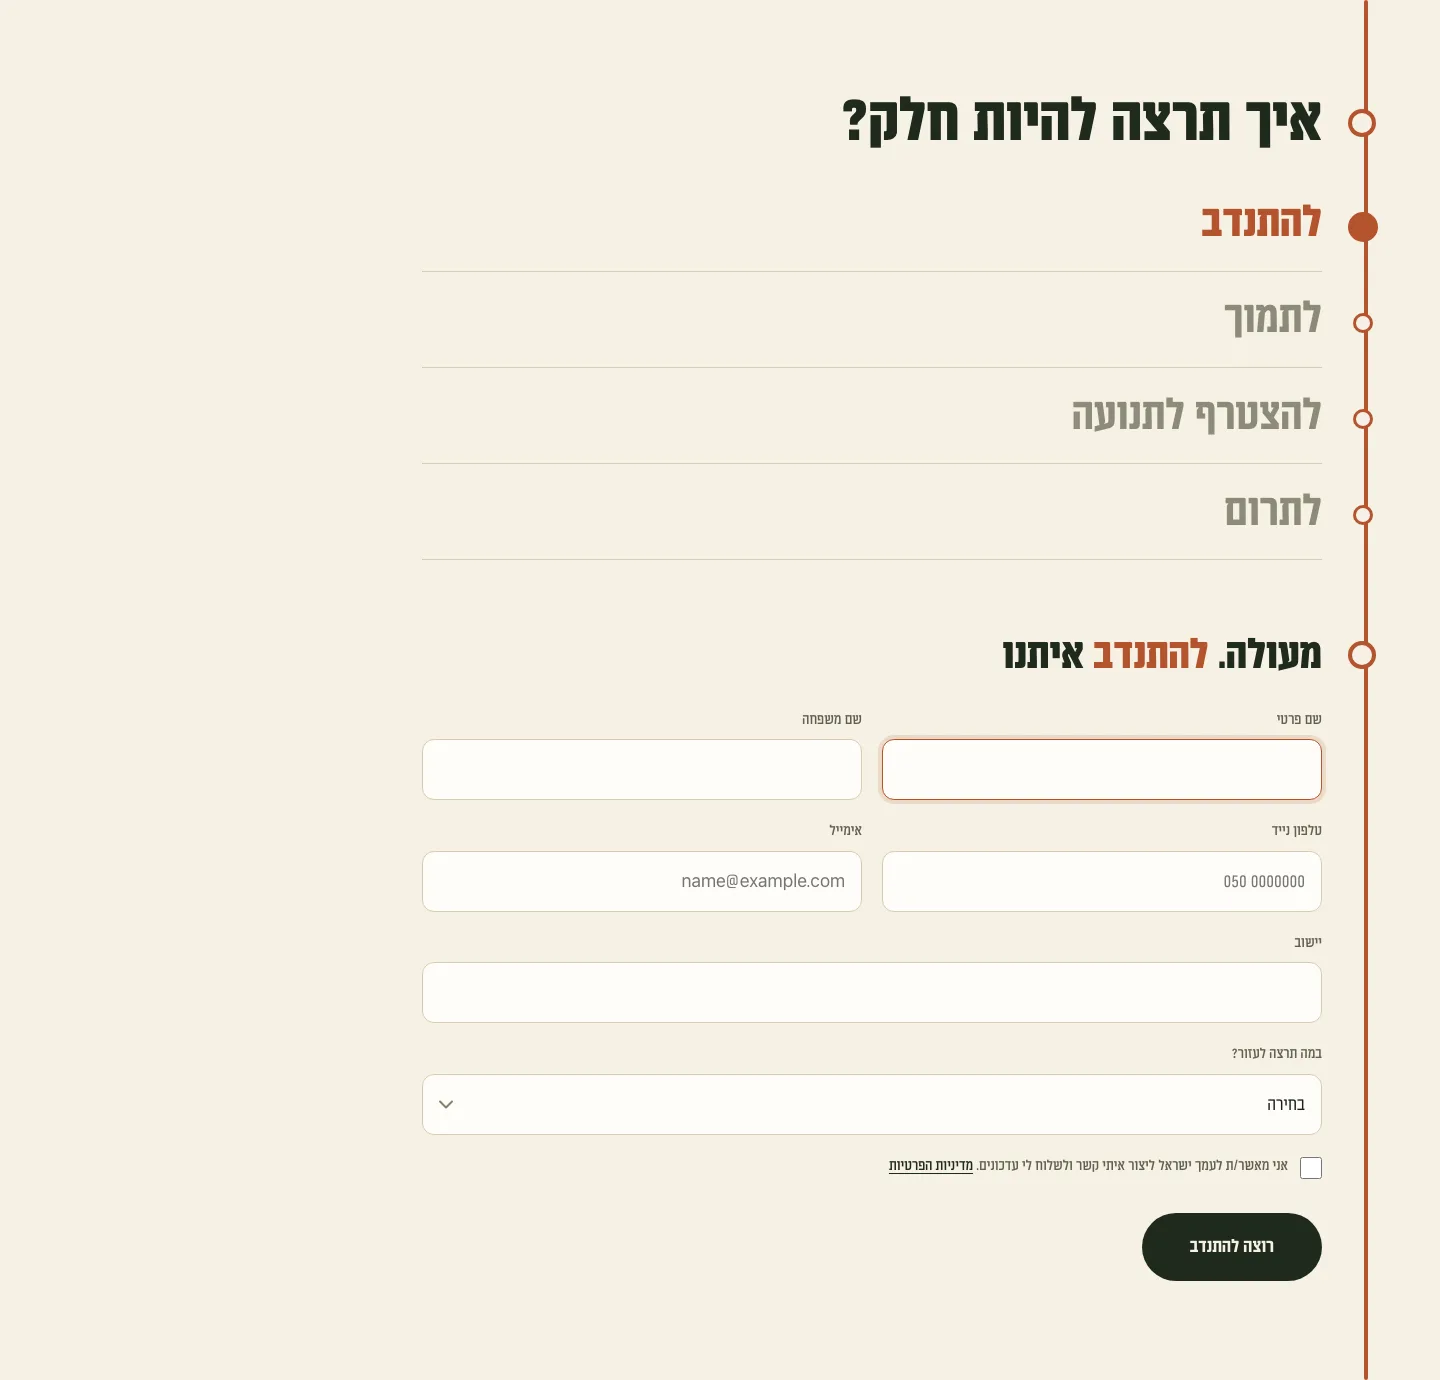 איך תרצה להיות חלק?
להתנדב
לתמוך
להצטרף לתנועה
לתרום
מעולה. להתנדב איתנו
שם פרטי
שם משפחה
טלפון נייד
אימייל
050 0000000
name@example.com
יישוב
במה תרצה לעזור?
בחירה
אני מאשר/ת לעמך ישראל ליצור איתי קשר ולשלוח לי עדכונים. מדיניות הפרטיות
רוצה להתנדב